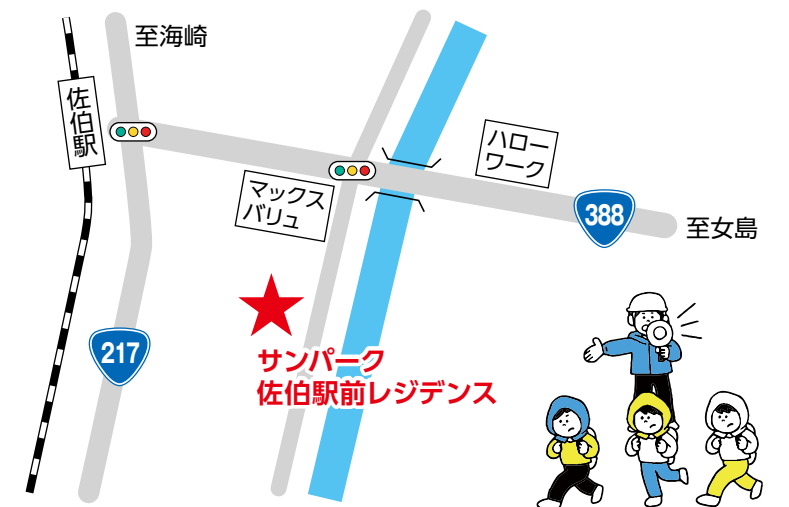 至海崎
佐伯駅
ハロー
ワーク
マックス
バリュ
388
至女島
217
サンパーク
佐伯駅前レジデンス